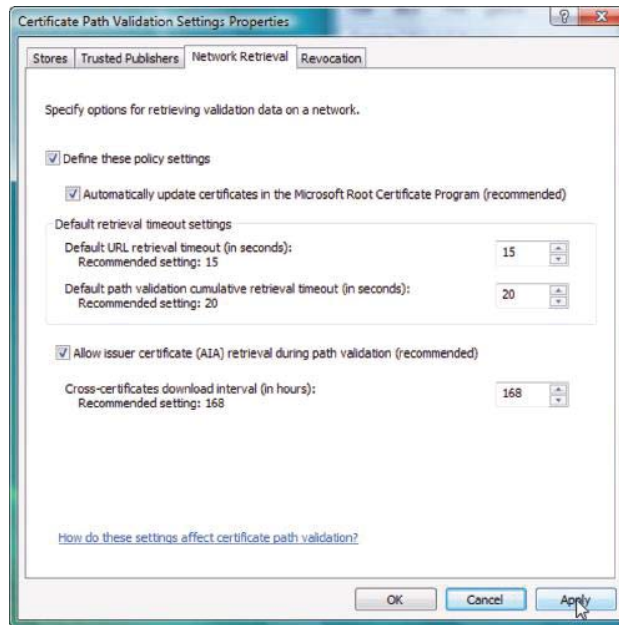 Certificate Path Validation Settings Properties
Stores Trusted Publishers Network Retrieval Revocation
Specify options for retrieving validation data on a network.
Define these policy settings
Automatically update certificates in the Microsoft Root Certificate Program (recommended)
Default retrieval timeout settings
Default URL retrieval timeout (in seconds): 15
Recommended setting: 15
Default path validation cumulative retrieval timeout (in seconds): 20
Recommended setting: 20
Allow issuer certificate (AIA) retrieval during path validation (recommended)
Cross-certificates download interval (in hours): 168
Recommended setting: 168
How do these settings affect certificate path validation?
OK Cancel Apply